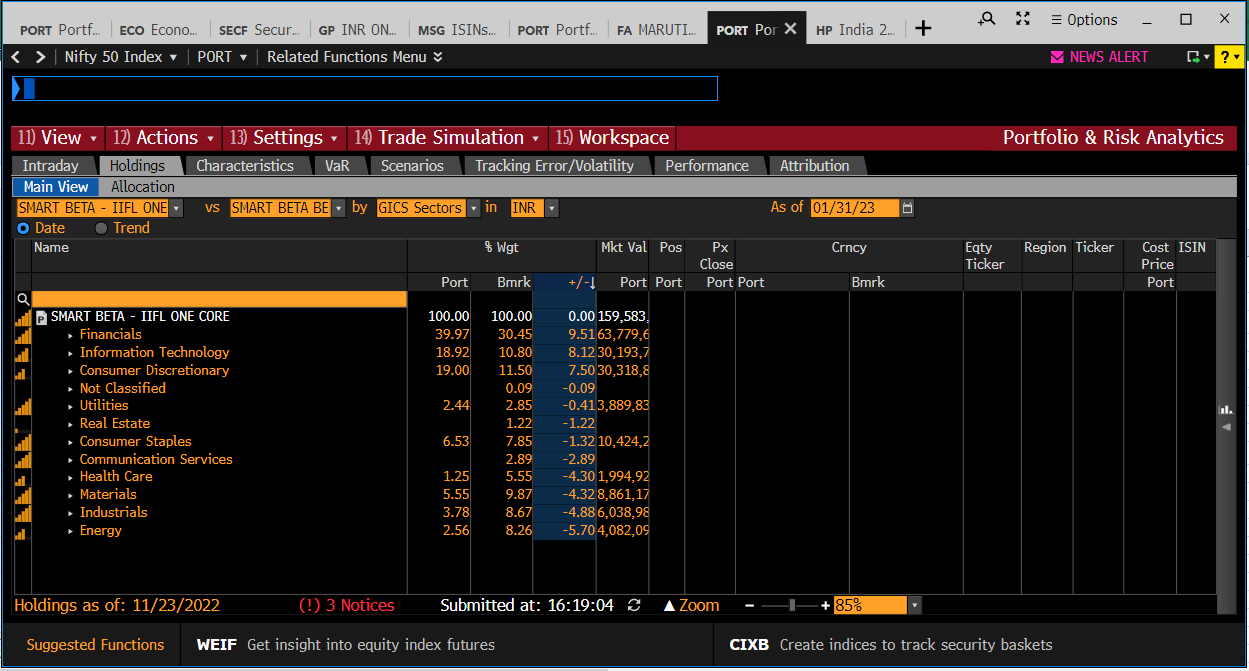 PORT Portf... ECO Econo... SECF Secur... GP INR ON... MSG ISINs... PORT Portf... FA MARUTI... PORT Por HP India 2... Options
Nifty 50 Index PORT Related Functions Menu NEWS ALERT ?
11) View 12) Actions 13) Settings 14) Trade Simulation 15) Workspace Portfolio & Risk Analytics
Intraday Holdings Characteristics VaR Scenarios Tracking Error/Volatility Performance Attribution
Main View Allocation
SMART BETA - IIFL ONE vs SMART BETA BE by GICS Sectors in INR As of 01/31/23
Date Trend
Name % Wgt Mkt Val Pos Px Crncy Eqty Region Ticker Cost ISIN
Close Ticker Price
Port Bmrk +/-↓ Port Port Port Port Bmrk Port
P SMART BETA - IIFL ONE CORE 100.00 100.00 0.00 159,583,
Financials 39.97 30.45 9.51 63,779,6
Information Technology 18.92 10.80 8.12 30,193,7
Consumer Discretionary 19.00 11.50 7.50 30,318,8
Not Classified 0.09 -0.09
Utilities 2.44 2.85 -0.41 3,889,83
Real Estate 1.22 -1.22
Consumer Staples 6.53 7.85 -1.32 10,424,2
Communication Services 2.89 -2.89
Health Care 1.25 5.55 -4.30 1,994,92
Materials 5.55 9.87 -4.32 8,861,17
Industrials 3.78 8.67 -4.88 6,038,98
Energy 2.56 8.26 -5.70 4,082,09
Holdings as of: 11/23/2022 (!) 3 Notices Submitted at: 16:19:04 Zoom - + 85%
Suggested Functions WEIF Get insight into equity index futures CIXB Create indices to track security baskets